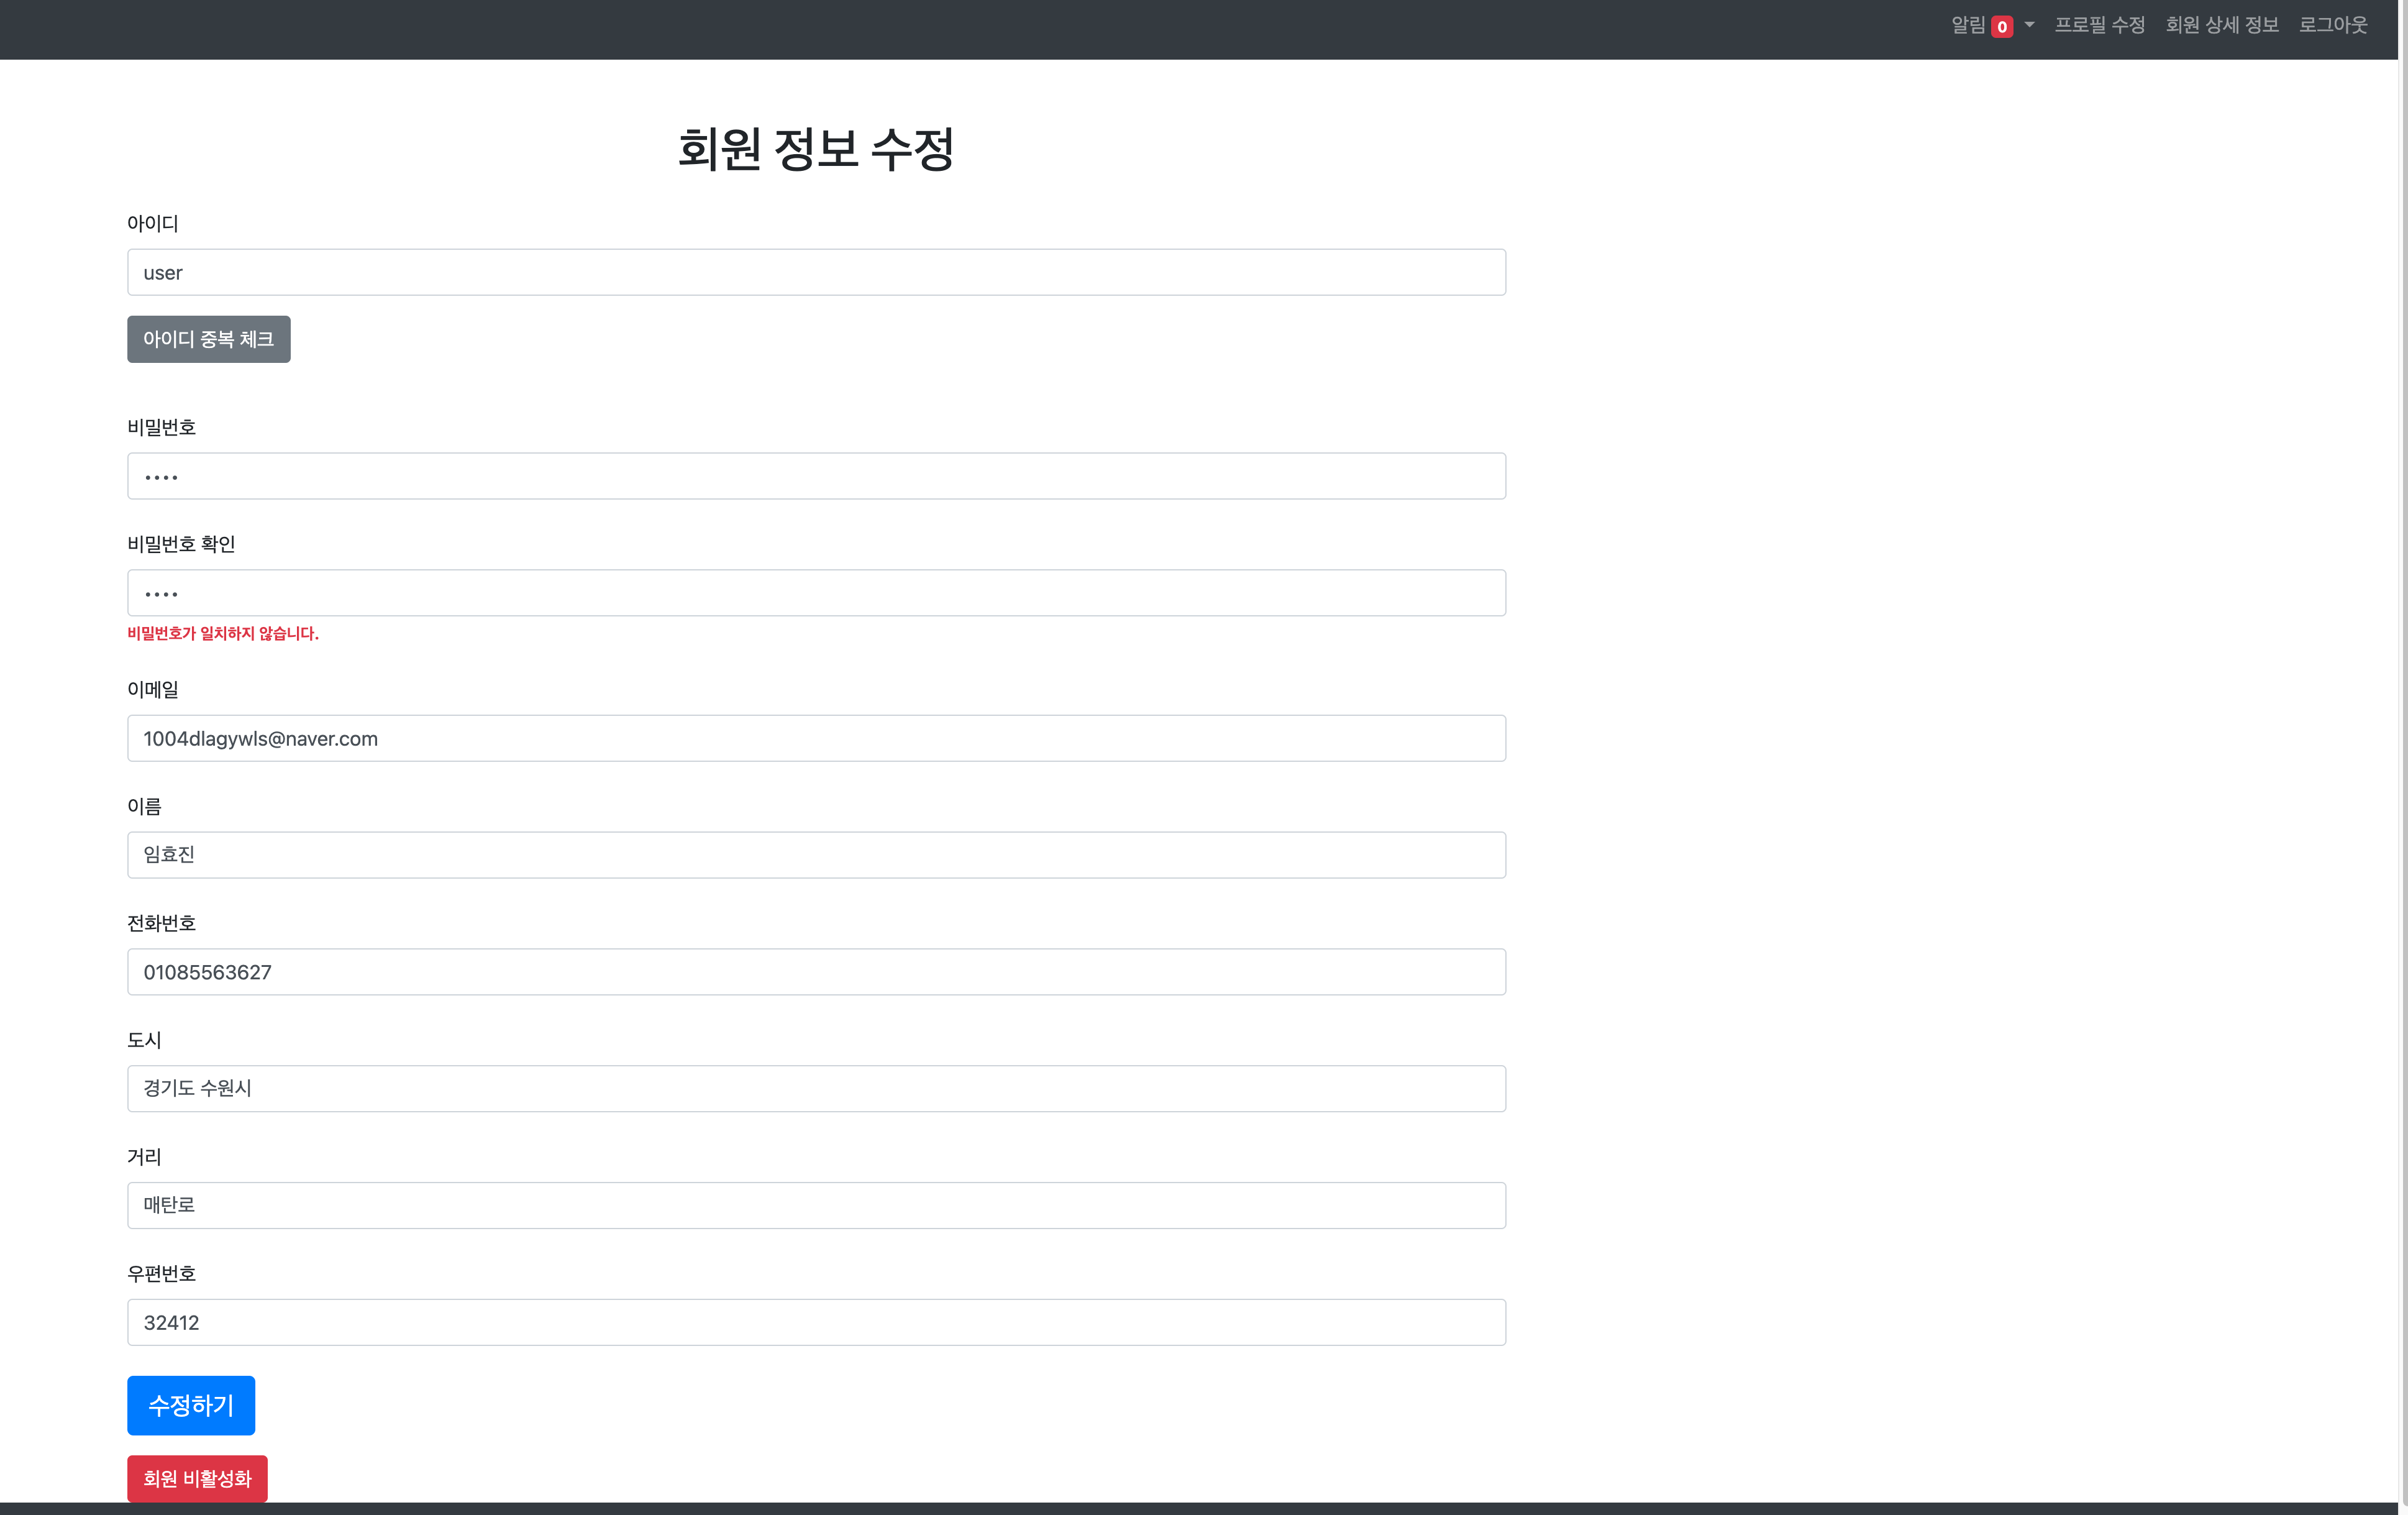 알림 0 프로필 수정 회원 상세 정보 로그아웃
회원 정보 수정
아이디
user
아이디 중복 체크
비밀번호
••••
비밀번호 확인
••••
비밀번호가 일치하지 않습니다.
이메일
1004dlagywls@naver.com
이름
임효진
전화번호
01085563627
도시
경기도 수원시
거리
매탄로
우편번호
32412
수정하기
회원 비활성화